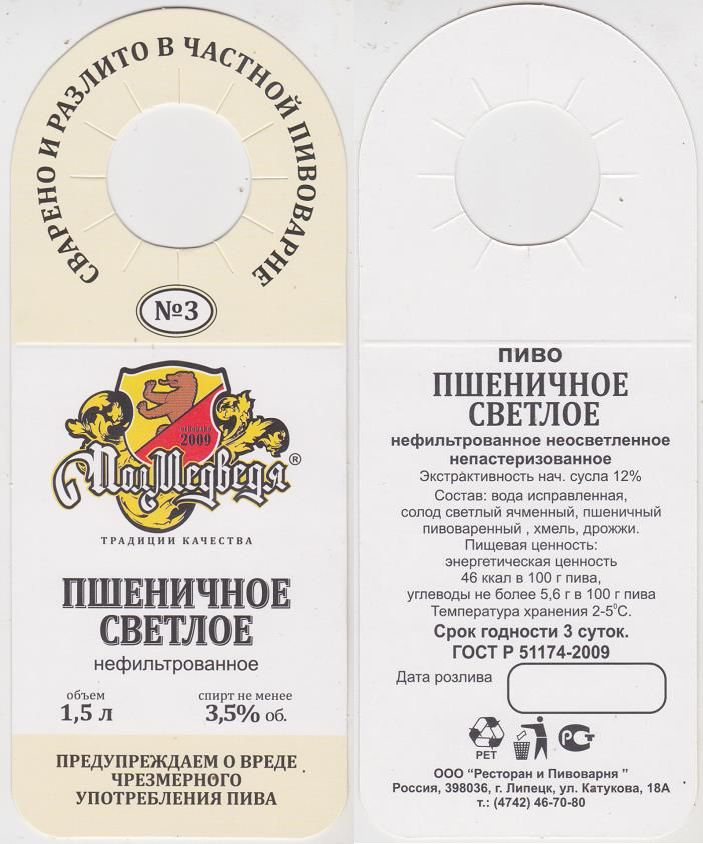 СВАРЕНО И РАЗЛИТО В ЧАСТНОЙ ПИВОВАРНЕ
№3
ОСНОВАНО
2009
ПолМедведя ®
ТРАДИЦИИ КАЧЕСТВА
ПШЕНИЧНОЕ
СВЕТЛОЕ
нефильтрованное
объем
1,5 л
спирт не менее
3,5% об.
ПРЕДУПРЕЖДАЕМ О ВРЕДЕ
ЧРЕЗМЕРНОГО
УПОТРЕБЛЕНИЯ ПИВА
ПИВО
ПШЕНИЧНОЕ
СВЕТЛОЕ
нефильтрованное неосветленное
непастеризованное
Экстрактивность нач. сусла 12%
Состав: вода исправленная,
солод светлый ячменный, пшеничный
пивоваренный , хмель, дрожжи.
Пищевая ценность:
энергетическая ценность
46 ккал в 100 г пива,
углеводы не более 5,6 г в 100 г пива
Температура хранения 2-5°С.
Срок годности 3 суток.
ГОСТ Р 51174-2009
Дата розлива
PET
РСТ
ООО “Ресторан и Пивоварня ”
Россия, 398036, г. Липецк, ул. Катукова, 18А
т.: (4742) 46-70-80